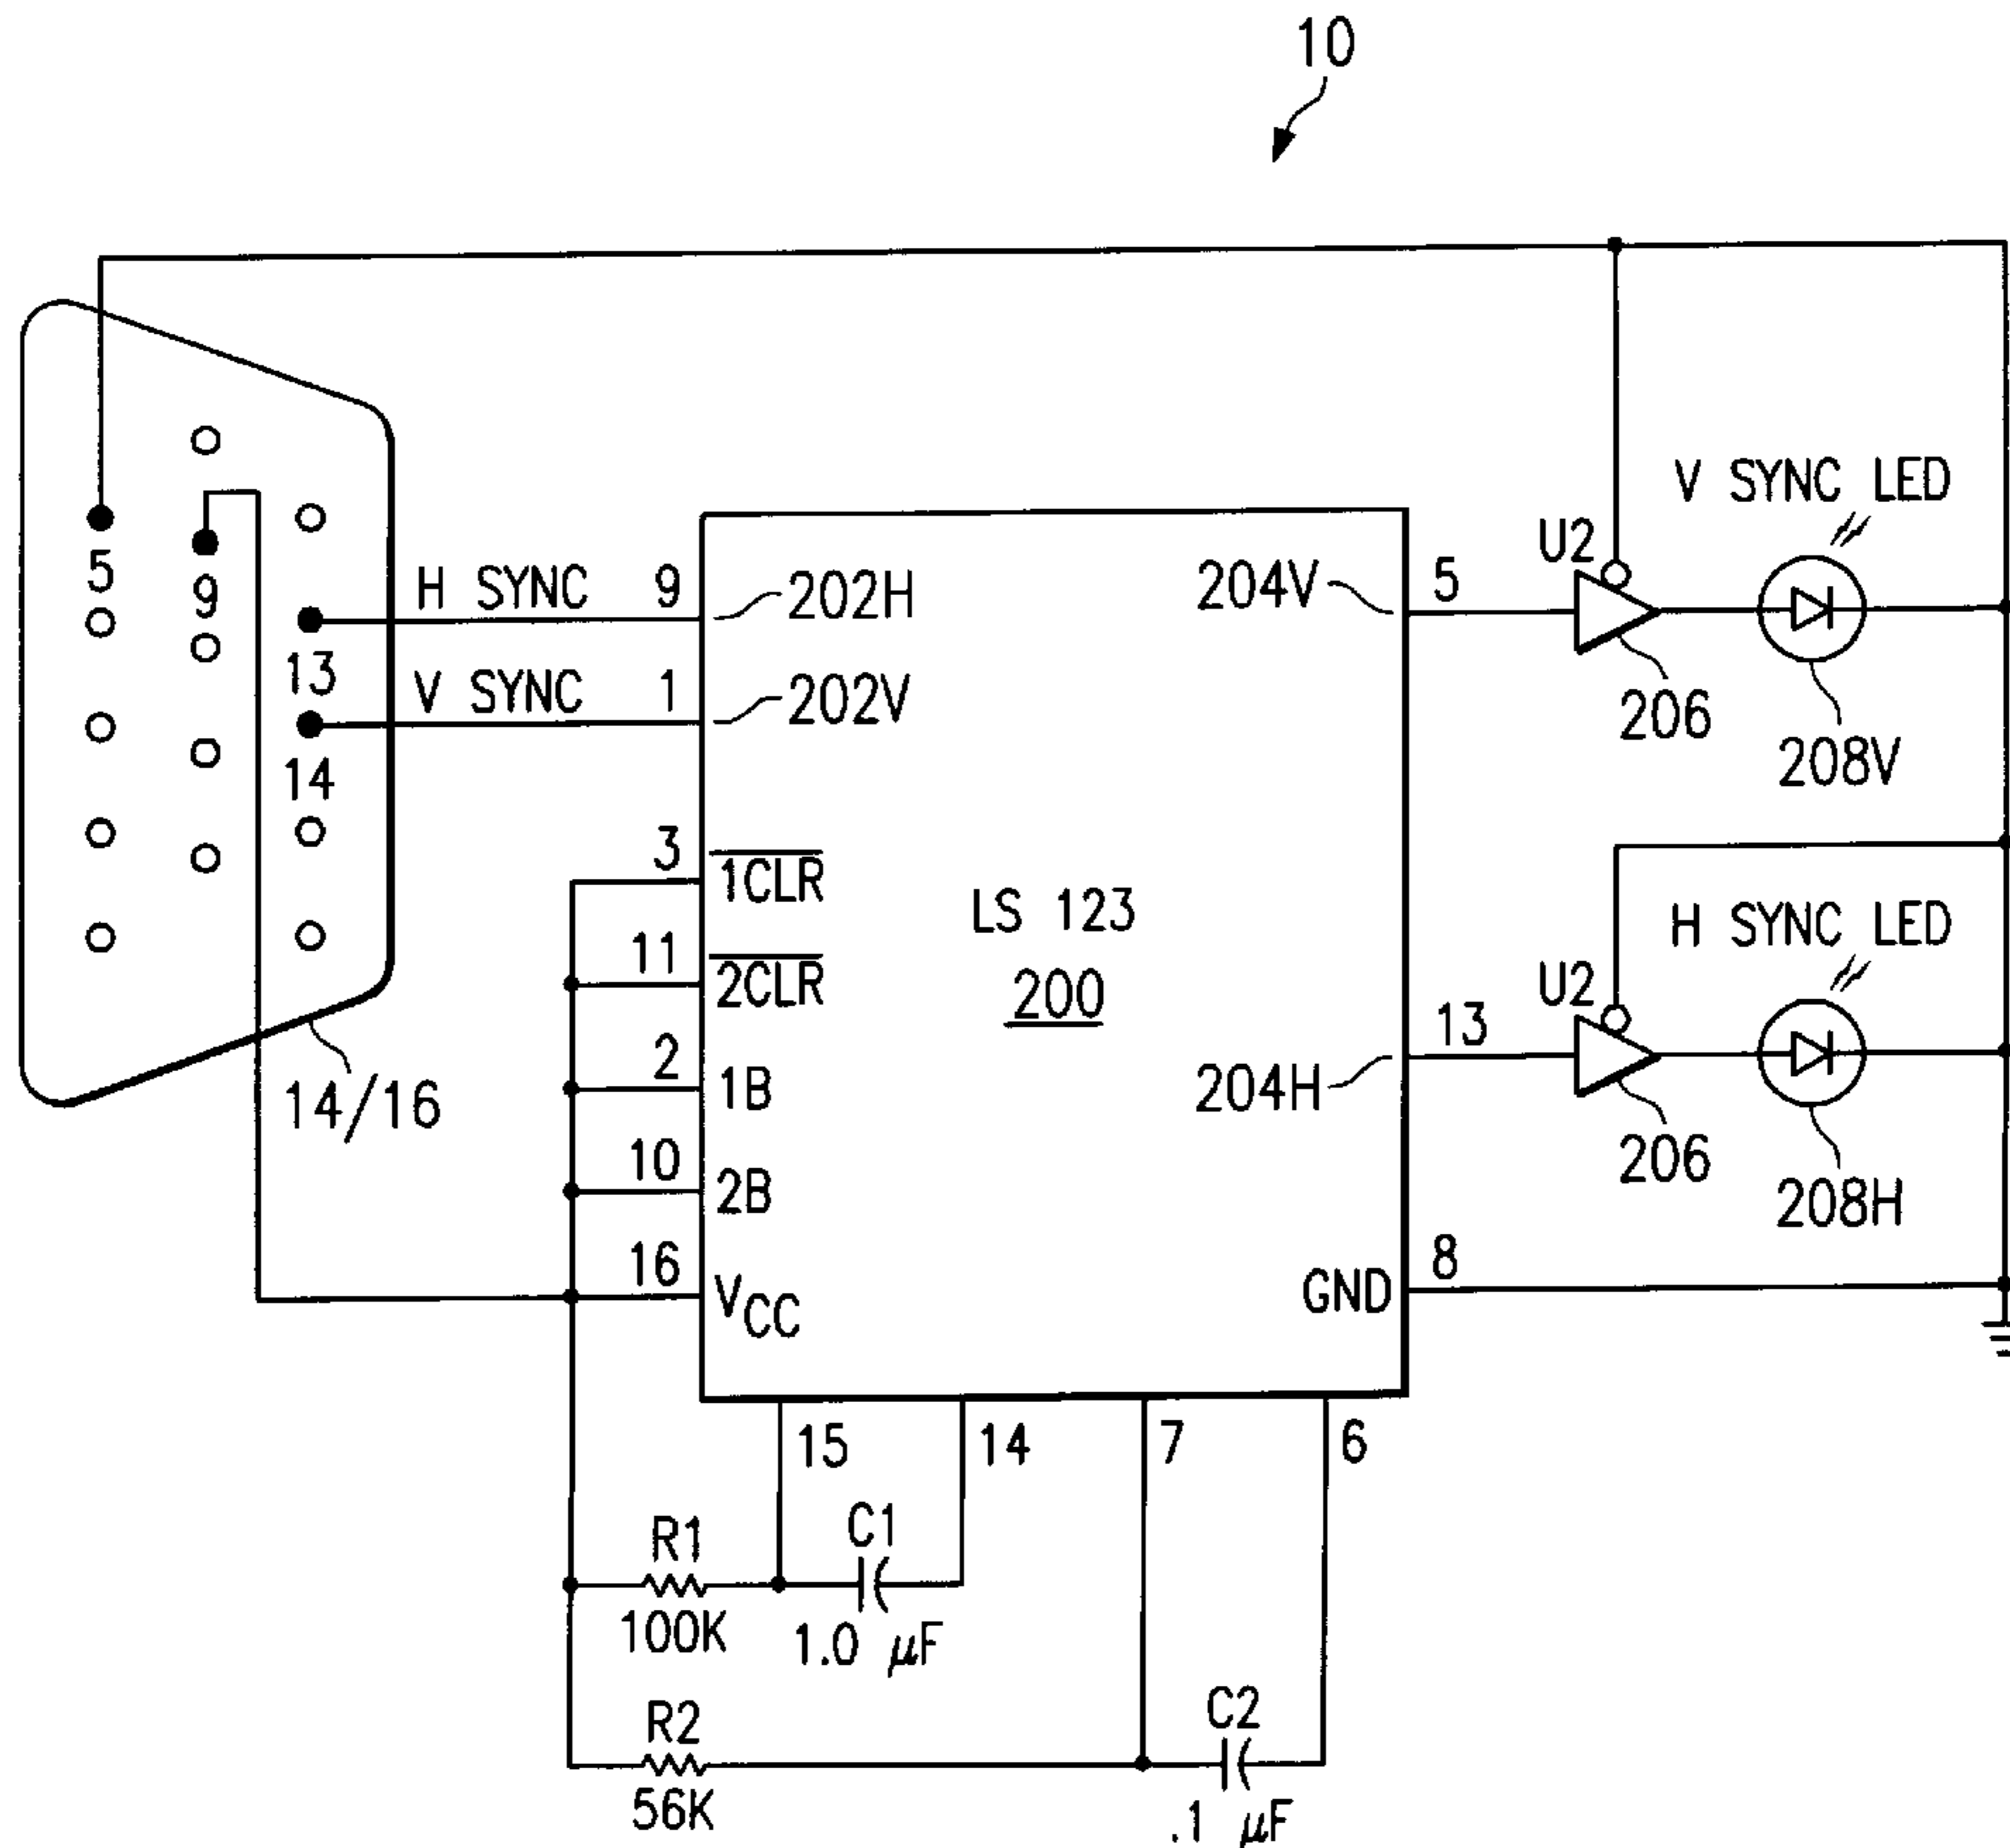 10
V SYNC LED
5
9
H SYNC 9
202H
204V
5
U2
13
V SYNC 1
202V
206
208V
14
3
1CLR
LS 123
H SYNC LED
11
2CLR
200
U2
13
2
1B
204H
14/16
206
208H
10
2B
16
VCC
GND
8
15
14
7
6
R1
C1
100K
1.0 μF
R2
C2
56K
.1 μF